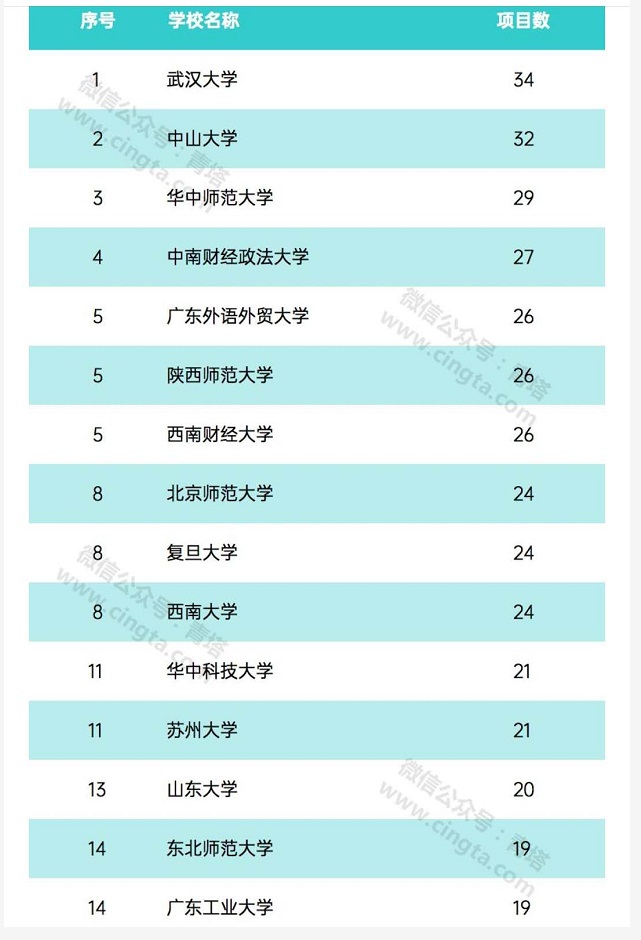 序号 学校名称 项目数
1 武汉大学 34
2 中山大学 32
3 华中师范大学 29
4 中南财经政法大学 27
5 广东外语外贸大学 26
5 陕西师范大学 26
5 西南财经大学 26
8 北京师范大学 24
8 复旦大学 24
8 西南大学 24
11 华中科技大学 21
11 苏州大学 21
13 山东大学 20
14 东北师范大学 19
14 广东工业大学 19
微信公众号：青塔
www.cingta.com
微信公众号：青塔
www.cingta.com
微信公众号：青塔
www.cingta.com
微信公众号：青塔
www.cingta.com